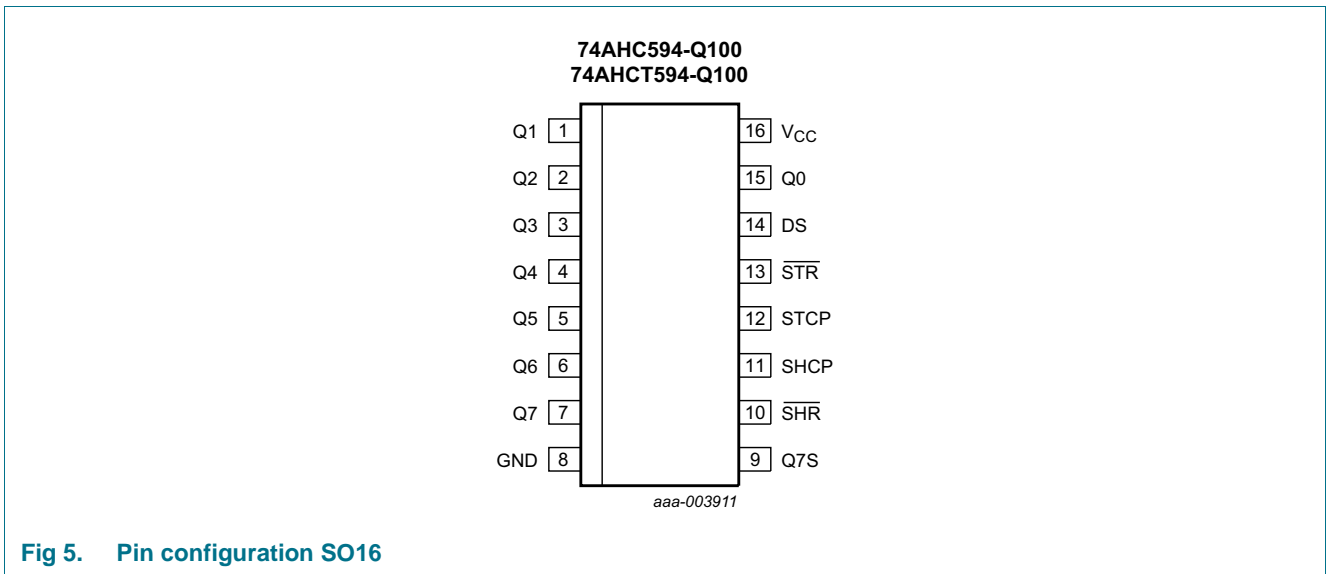 74AHC594-Q100
74AHCT594-Q100
Q1 1 16 VCC
Q2 2 15 Q0
Q3 3 14 DS
Q4 4 13 STR
Q5 5 12 STCP
Q6 6 11 SHCP
Q7 7 10 SHR
GND 8 9 Q7S
aaa-003911
Fig 5. Pin configuration SO16